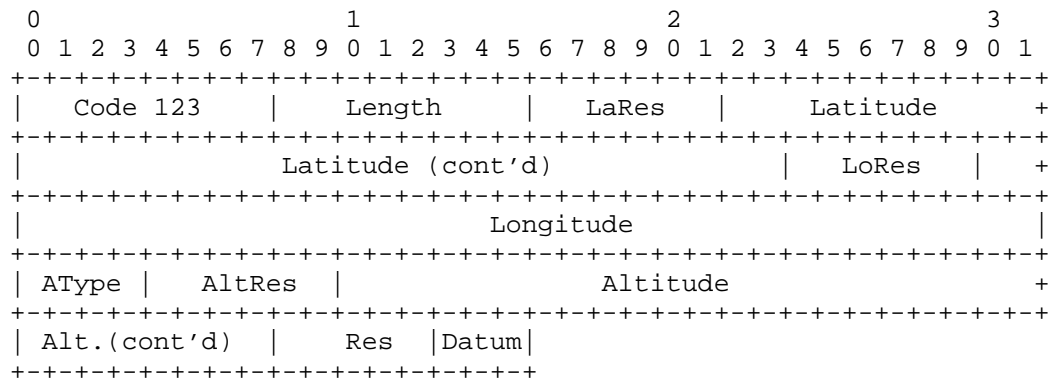 0                   1                   2                   3
 0 1 2 3 4 5 6 7 8 9 0 1 2 3 4 5 6 7 8 9 0 1 2 3 4 5 6 7 8 9 0 1
+-+-+-+-+-+-+-+-+-+-+-+-+-+-+-+-+-+-+-+-+-+-+-+-+-+-+-+-+-+-+-+-+
|   Code 123    |    Length     |   LaRes   |     Latitude      +
+-+-+-+-+-+-+-+-+-+-+-+-+-+-+-+-+-+-+-+-+-+-+-+-+-+-+-+-+-+-+-+-+
|                Latitude (cont'd)              |   LoRes   |   +
+-+-+-+-+-+-+-+-+-+-+-+-+-+-+-+-+-+-+-+-+-+-+-+-+-+-+-+-+-+-+-+-+
|                             Longitude                         |
+-+-+-+-+-+-+-+-+-+-+-+-+-+-+-+-+-+-+-+-+-+-+-+-+-+-+-+-+-+-+-+-+
| AType |   AltRes  |                Altitude                   +
+-+-+-+-+-+-+-+-+-+-+-+-+-+-+-+-+-+-+-+-+-+-+-+-+-+-+-+-+-+-+-+-+
| Alt.(cont'd)  |    Res  |Datum|
+-+-+-+-+-+-+-+-+-+-+-+-+-+-+-+-+